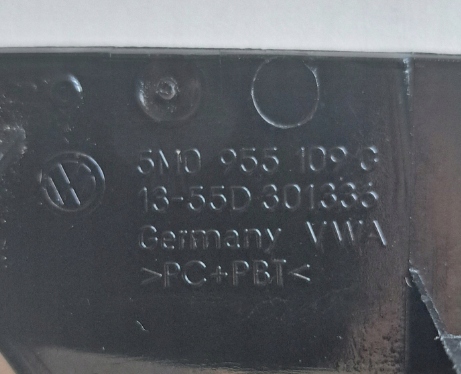 5M0 955 109 C
13-55D 301336
Germany VWA
>PC+PBT<